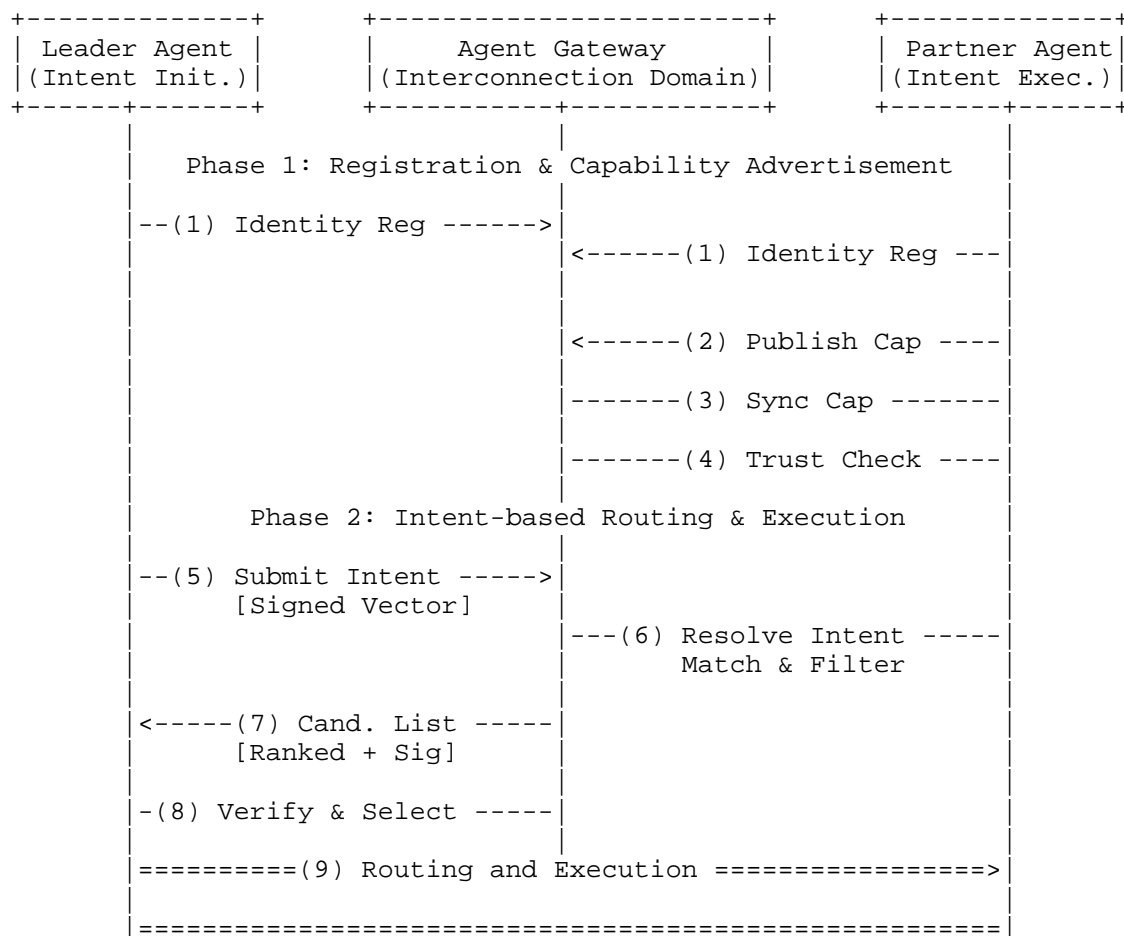 Leader Agent Agent Gateway Partner Agent
(Intent Init.) (Interconnection Domain) (Intent Exec.)
Phase 1: Registration & Capability Advertisement
--(1) Identity Reg ------>
<------(1) Identity Reg ---
<------(2) Publish Cap ----
-------(3) Sync Cap -------
-------(4) Trust Check ----
Phase 2: Intent-based Routing & Execution
--(5) Submit Intent ----->
[Signed Vector]
---(6) Resolve Intent -----
Match & Filter
<-----(7) Cand. List -----
[Ranked + Sig]
-(8) Verify & Select -----
==========(9) Routing and Execution =================>